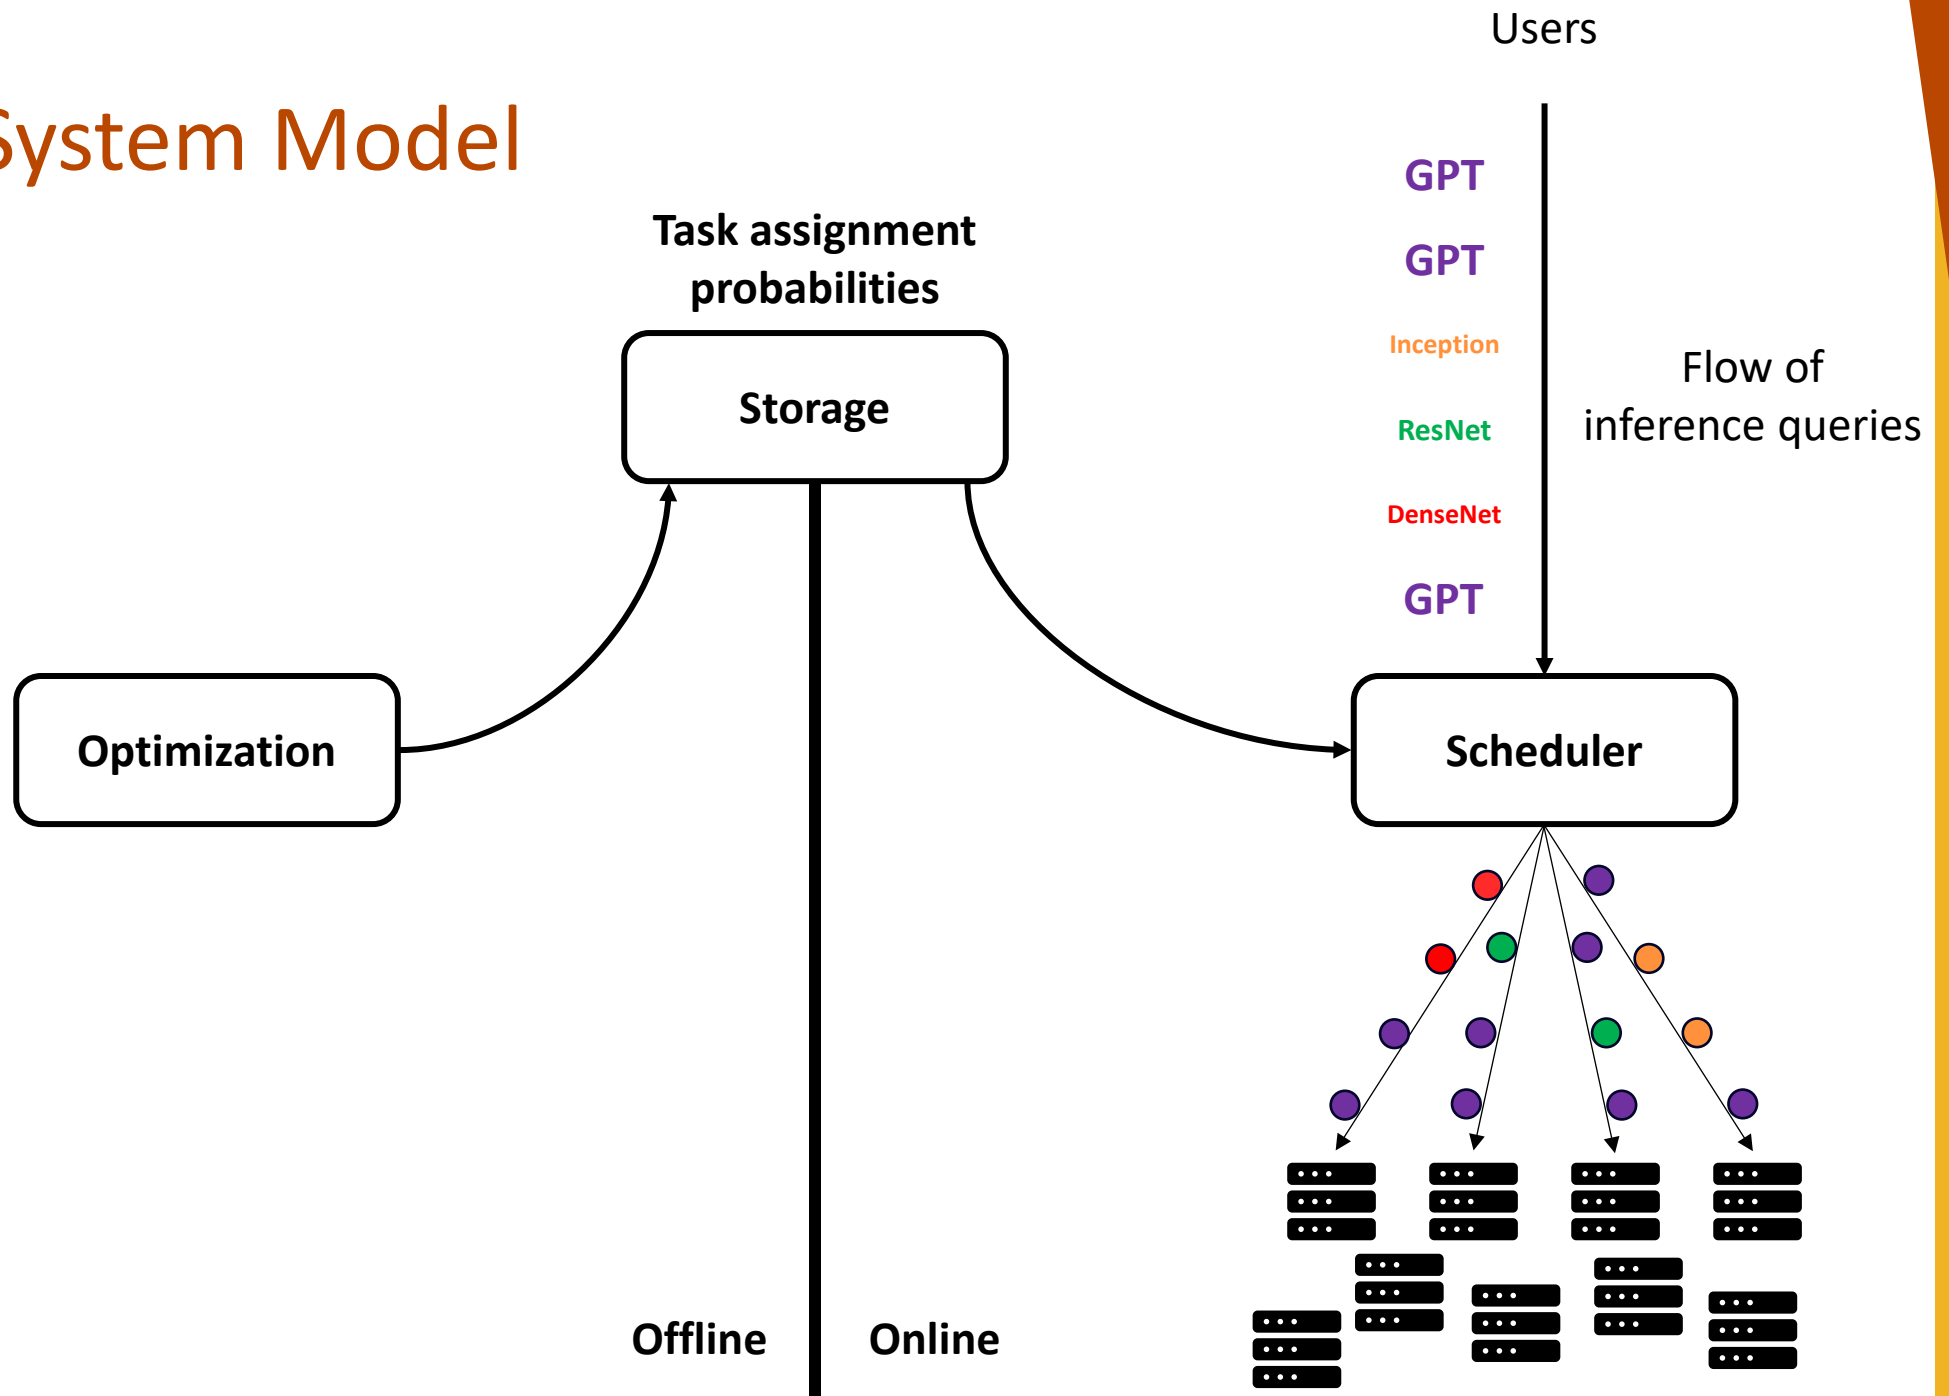 System Model
Task assignment
probabilities
Storage
Optimization
Offline
Online
Users
GPT
GPT
Inception
ResNet
DenseNet
GPT
Flow of
inference queries
Scheduler